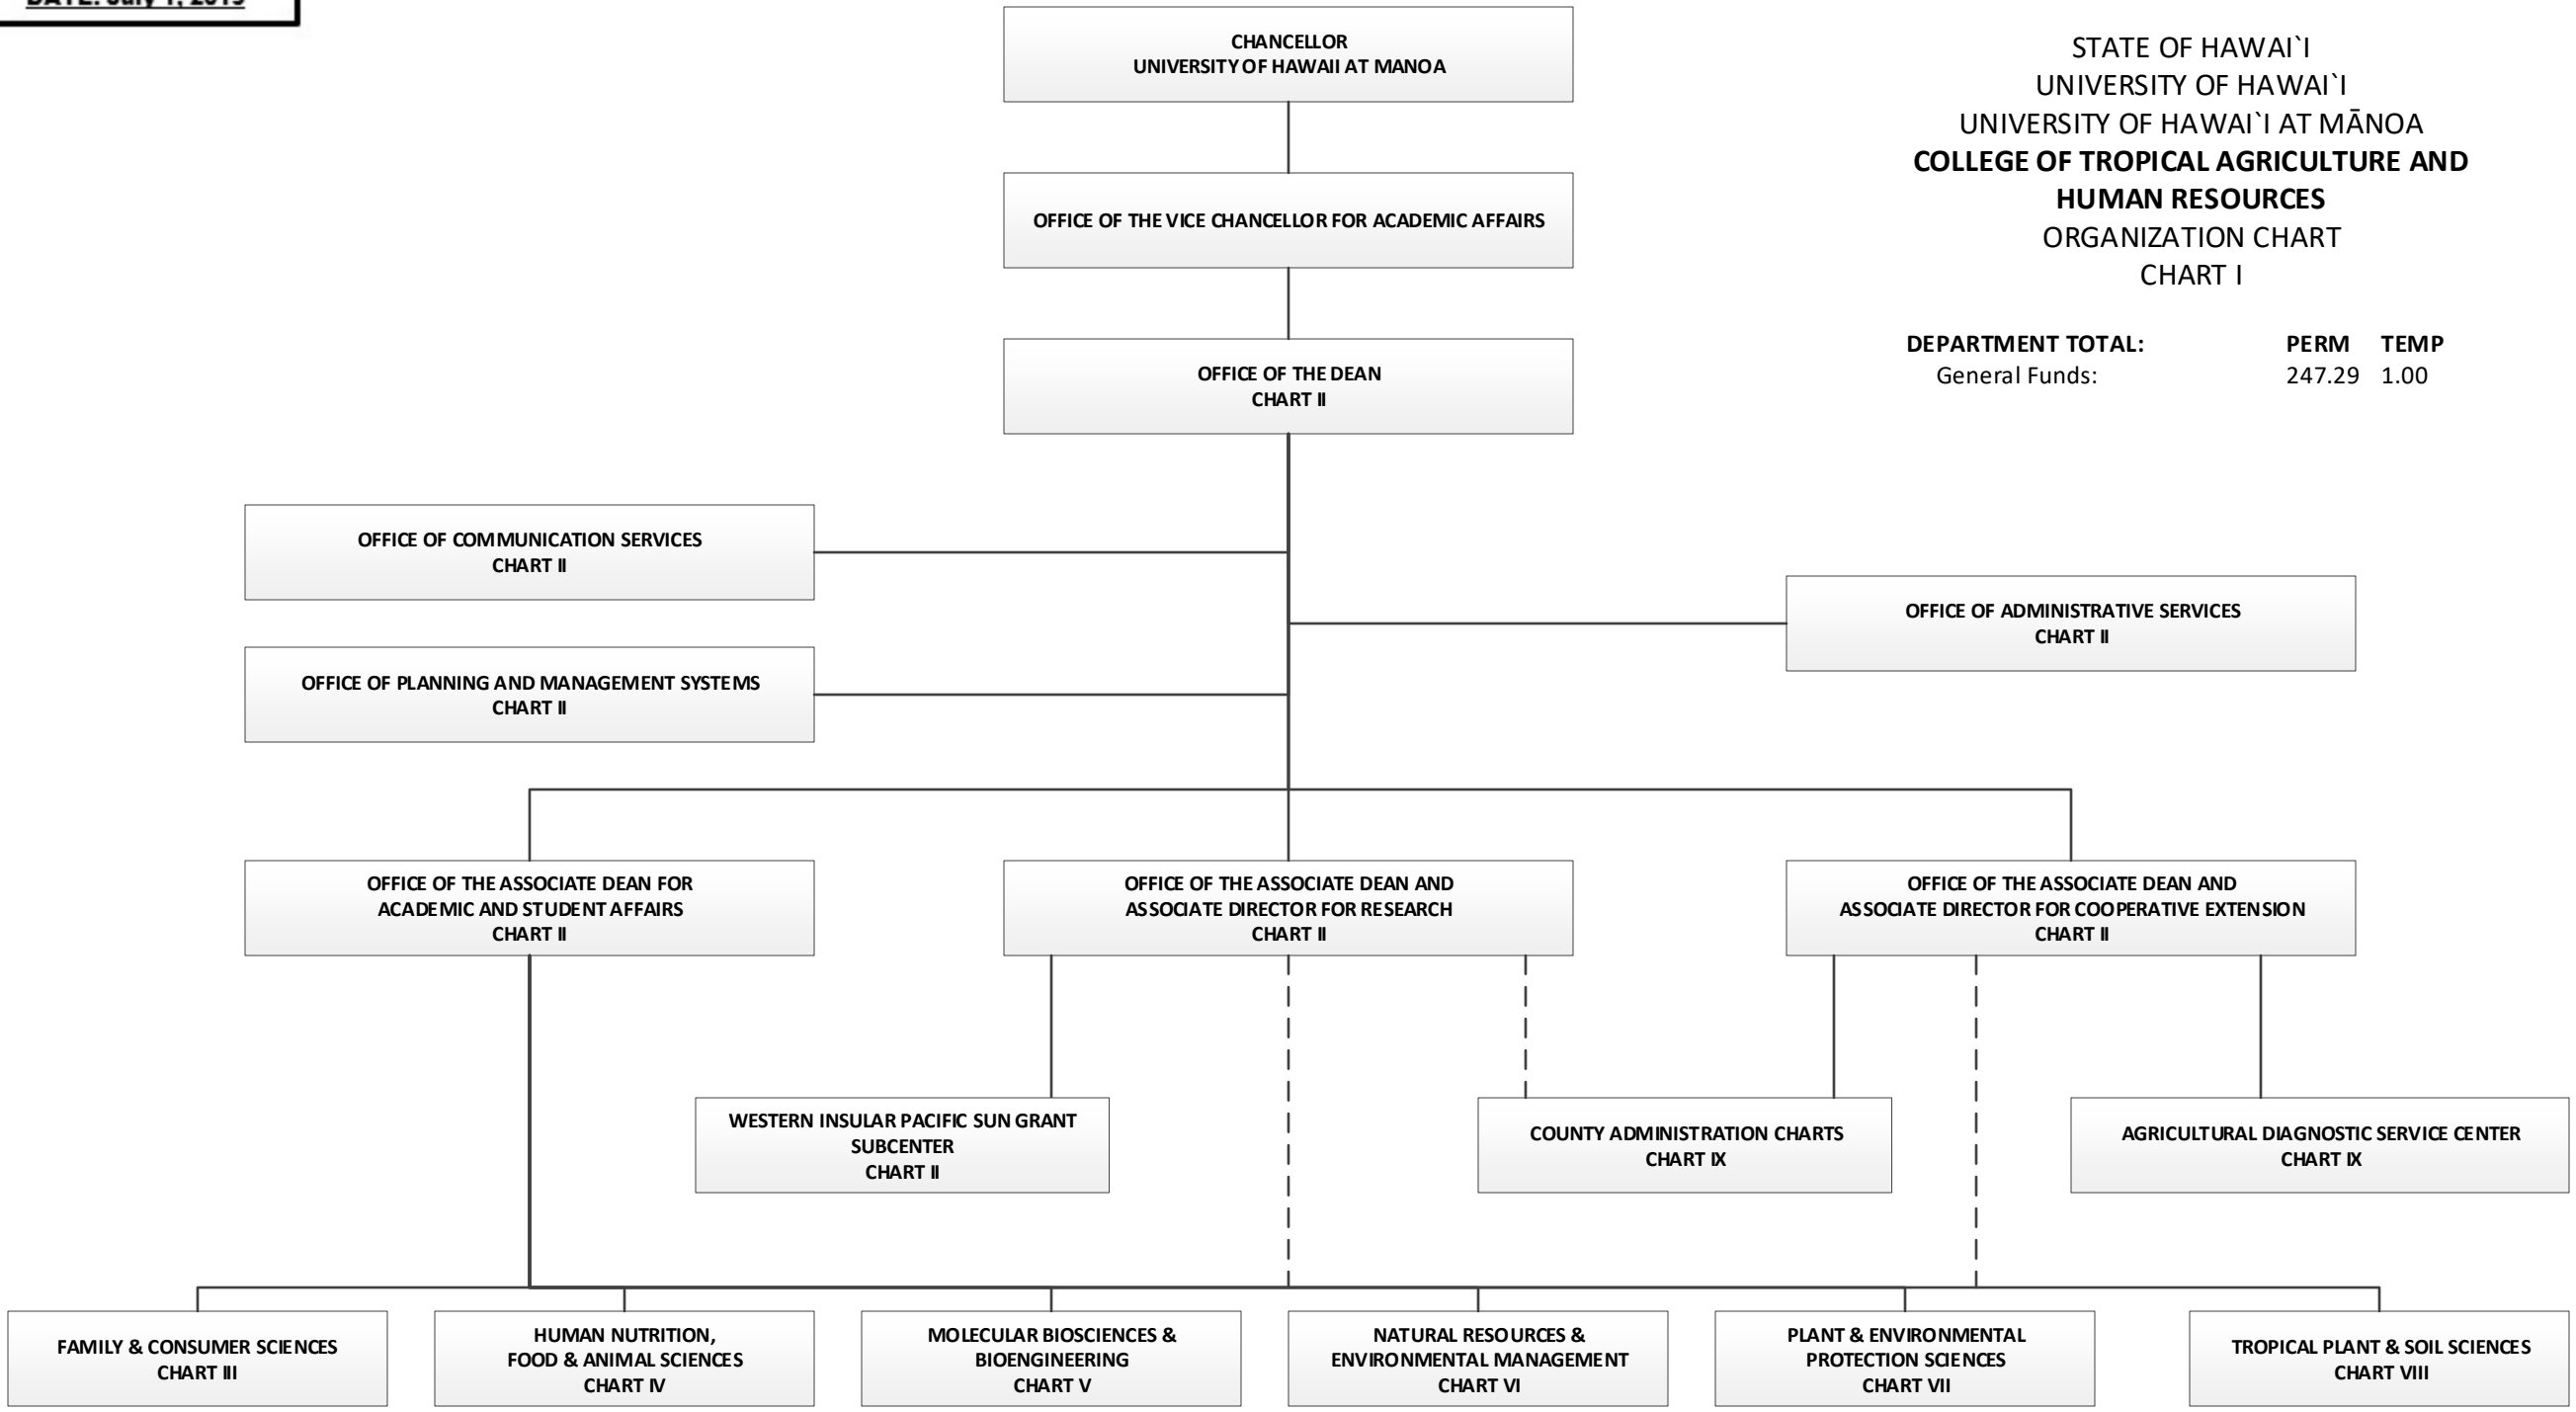 DATE: July 1, 2015
CHANCELLOR
UNIVERSITY OF HAWAII AT MANOA
STATE OF HAWAI`I
UNIVERSITY OF HAWAI`I
UNIVERSITY OF HAWAI`I AT MĀNOA
COLLEGE OF TROPICAL AGRICULTURE AND
HUMAN RESOURCES
ORGANIZATION CHART
CHART I
OFFICE OF THE VICE CHANCELLOR FOR ACADEMIC AFFAIRS
DEPARTMENT TOTAL: PERM TEMP
General Funds: 247.29 1.00
OFFICE OF THE DEAN
CHART II
OFFICE OF COMMUNICATION SERVICES
CHART II
OFFICE OF ADMINISTRATIVE SERVICES
CHART II
OFFICE OF PLANNING AND MANAGEMENT SYSTEMS
CHART II
OFFICE OF THE ASSOCIATE DEAN FOR
ACADEMIC AND STUDENT AFFAIRS
CHART II
OFFICE OF THE ASSOCIATE DEAN AND
ASSOCIATE DIRECTOR FOR RESEARCH
CHART II
OFFICE OF THE ASSOCIATE DEAN AND
ASSOCIATE DIRECTOR FOR COOPERATIVE EXTENSION
CHART II
WESTERN INSULAR PACIFIC SUN GRANT
SUBCENTER
CHART II
COUNTY ADMINISTRATION CHARTS
CHART IX
AGRICULTURAL DIAGNOSTIC SERVICE CENTER
CHART IX
FAMILY & CONSUMER SCIENCES
CHART III
HUMAN NUTRITION,
FOOD & ANIMAL SCIENCES
CHART IV
MOLECULAR BIOSCIENCES &
BIOENGINEERING
CHART V
NATURAL RESOURCES &
ENVIRONMENTAL MANAGEMENT
CHART VI
PLANT & ENVIRONMENTAL
PROTECTION SCIENCES
CHART VII
TROPICAL PLANT & SOIL SCIENCES
CHART VIII